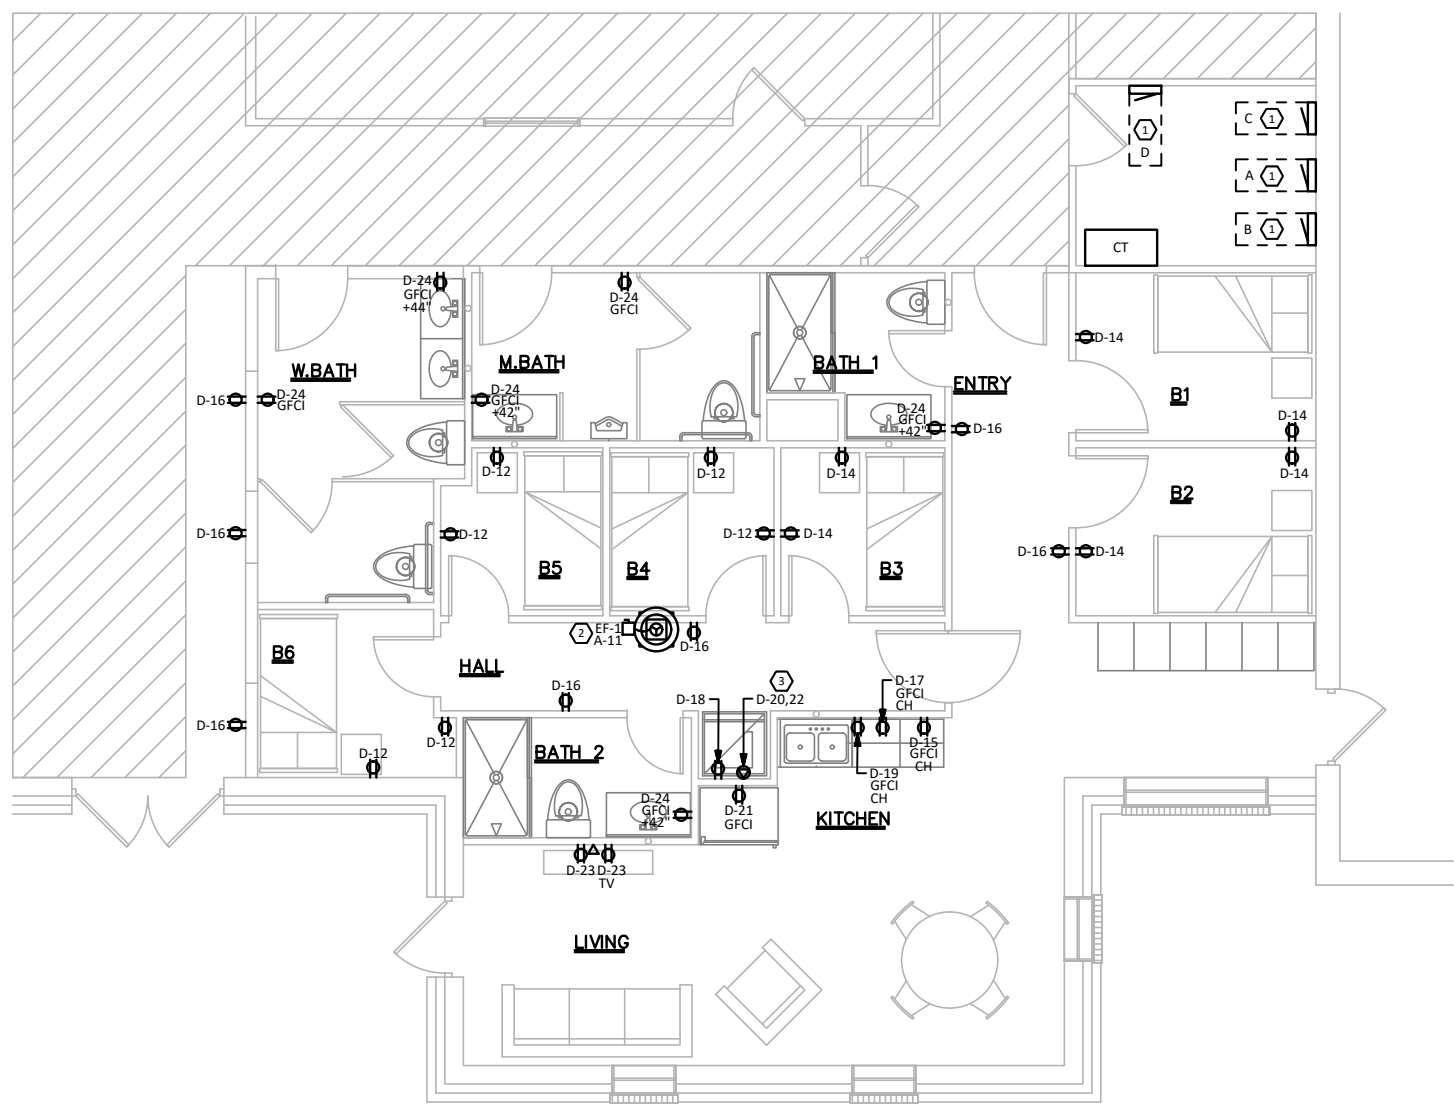 C 1
1
D
A 1
B 1
CT
D-24
GFCI
+44"
D-24
GFCI
D-14
W.BATH
M.BATH
BATH 1
ENTRY
B1
D-16
D-24
GFCI
D-24
GFCI
+42"
D-24
GFCI
+42"
D-16
D-14
D-12
D-12
D-14
D-14
B2
D-16
D-12
D-12
D-14
D-16
D-14
B5
B4
B3
2
EF-1
A-11
D-16
B6
HALL
3
D-16
D-18
D-20,22
D-17
GFCI
CH
D-16
D-12
D-12
BATH 2
D-15
GFCI
CH
D-19
GFCI
CH
D-24
GFCI
+42"
D-21
GFCI
KITCHEN
D-23
D-23
TV
LIVING